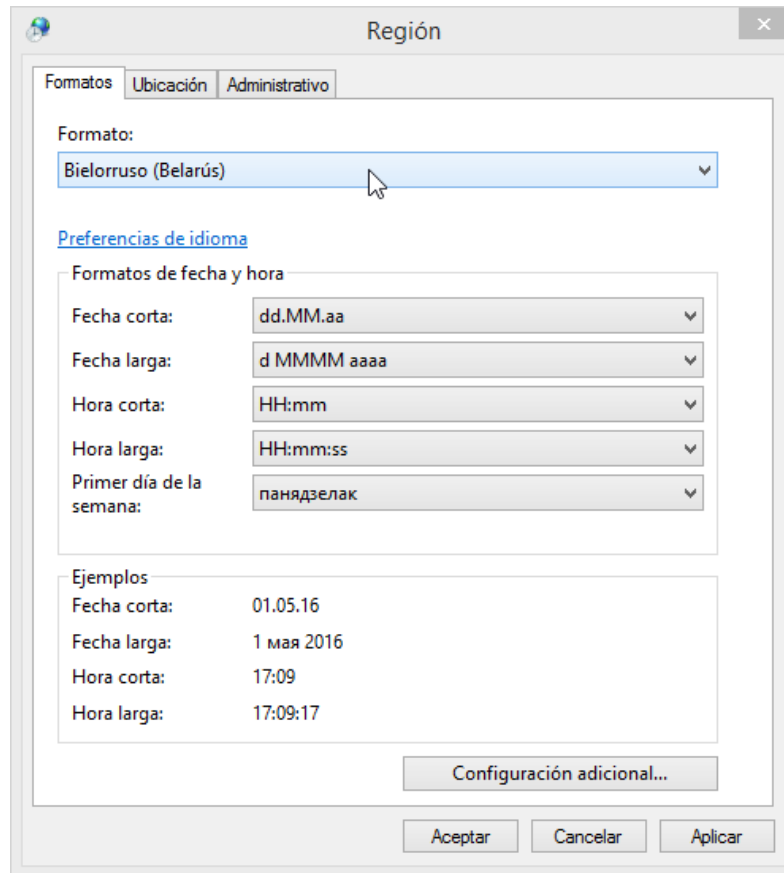 Región
Formatos Ubicación Administrativo
Formato:
Bielorruso (Belarús)
Preferencias de idioma
Formatos de fecha y hora
Fecha corta: dd.MM.aa
Fecha larga: d MMMM aaaa
Hora corta: HH:mm
Hora larga: HH:mm:ss
Primer día de la
semana: панядзелак
Ejemplos
Fecha corta: 01.05.16
Fecha larga: 1 мая 2016
Hora corta: 17:09
Hora larga: 17:09:17
Configuración adicional...
Aceptar Cancelar Aplicar